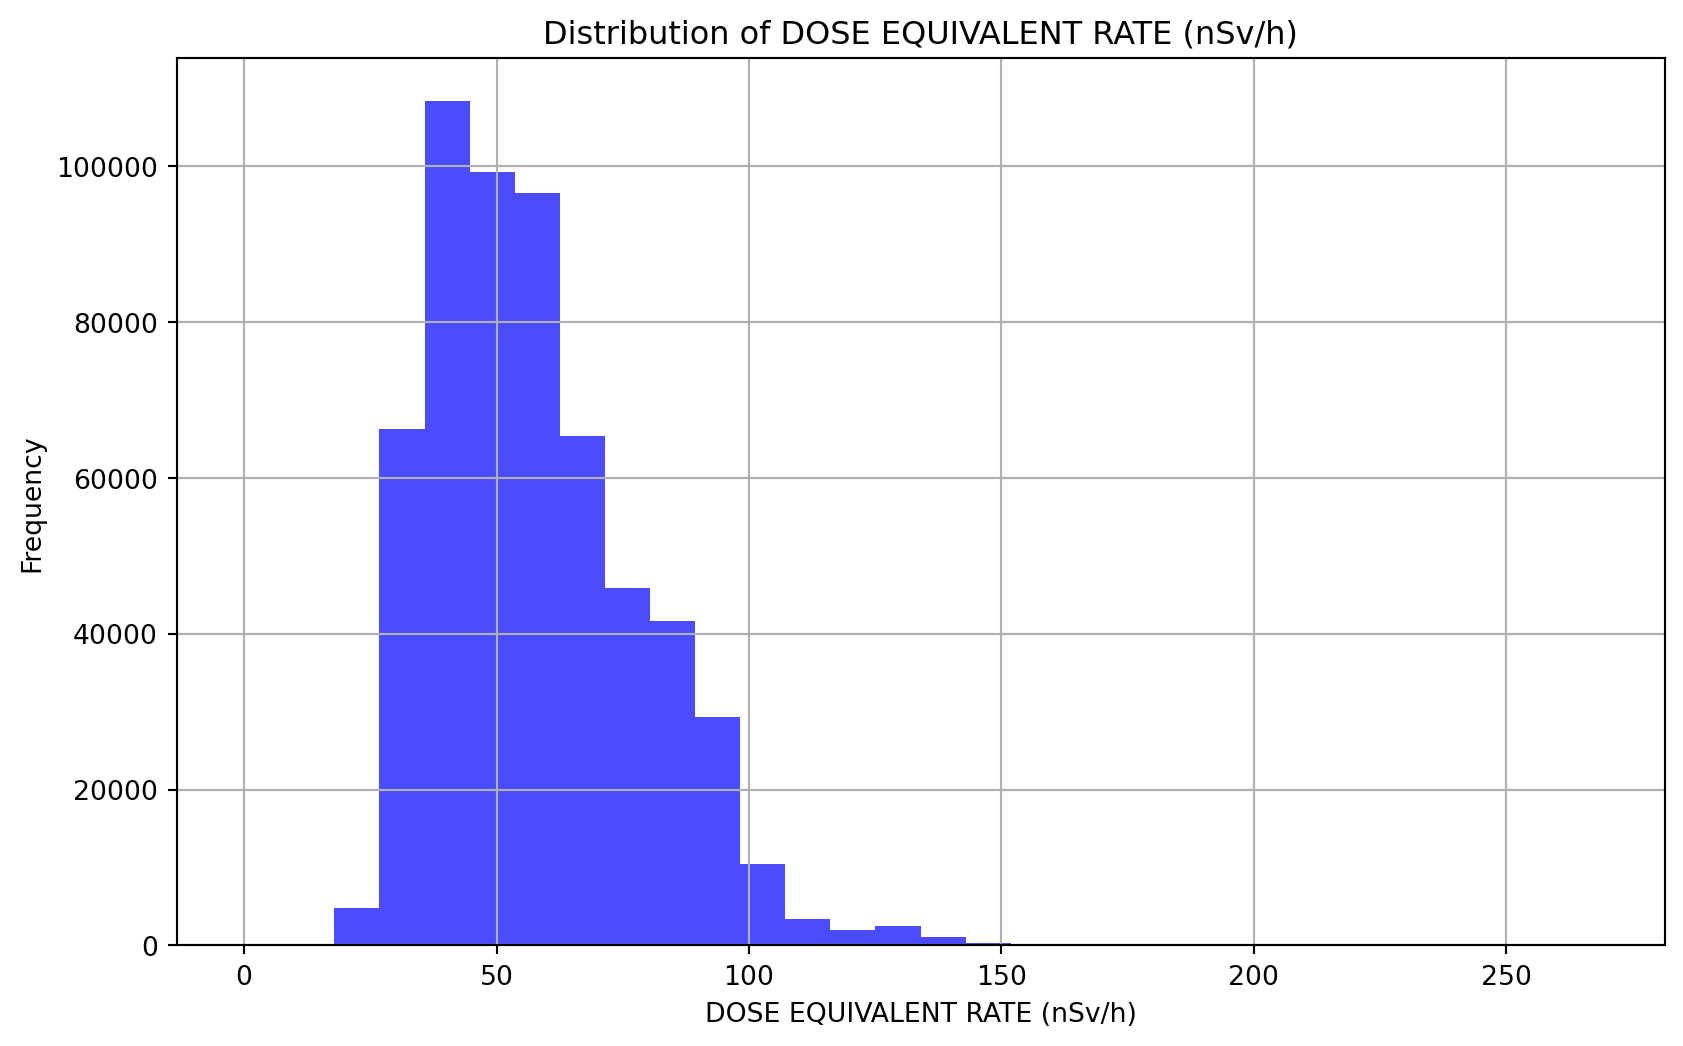 Distribution of DOSE EQUIVALENT RATE (nSv/h)
100000
80000
60000
40000
20000
0
Frequency
0 50 100 150 200 250
DOSE EQUIVALENT RATE (nSv/h)